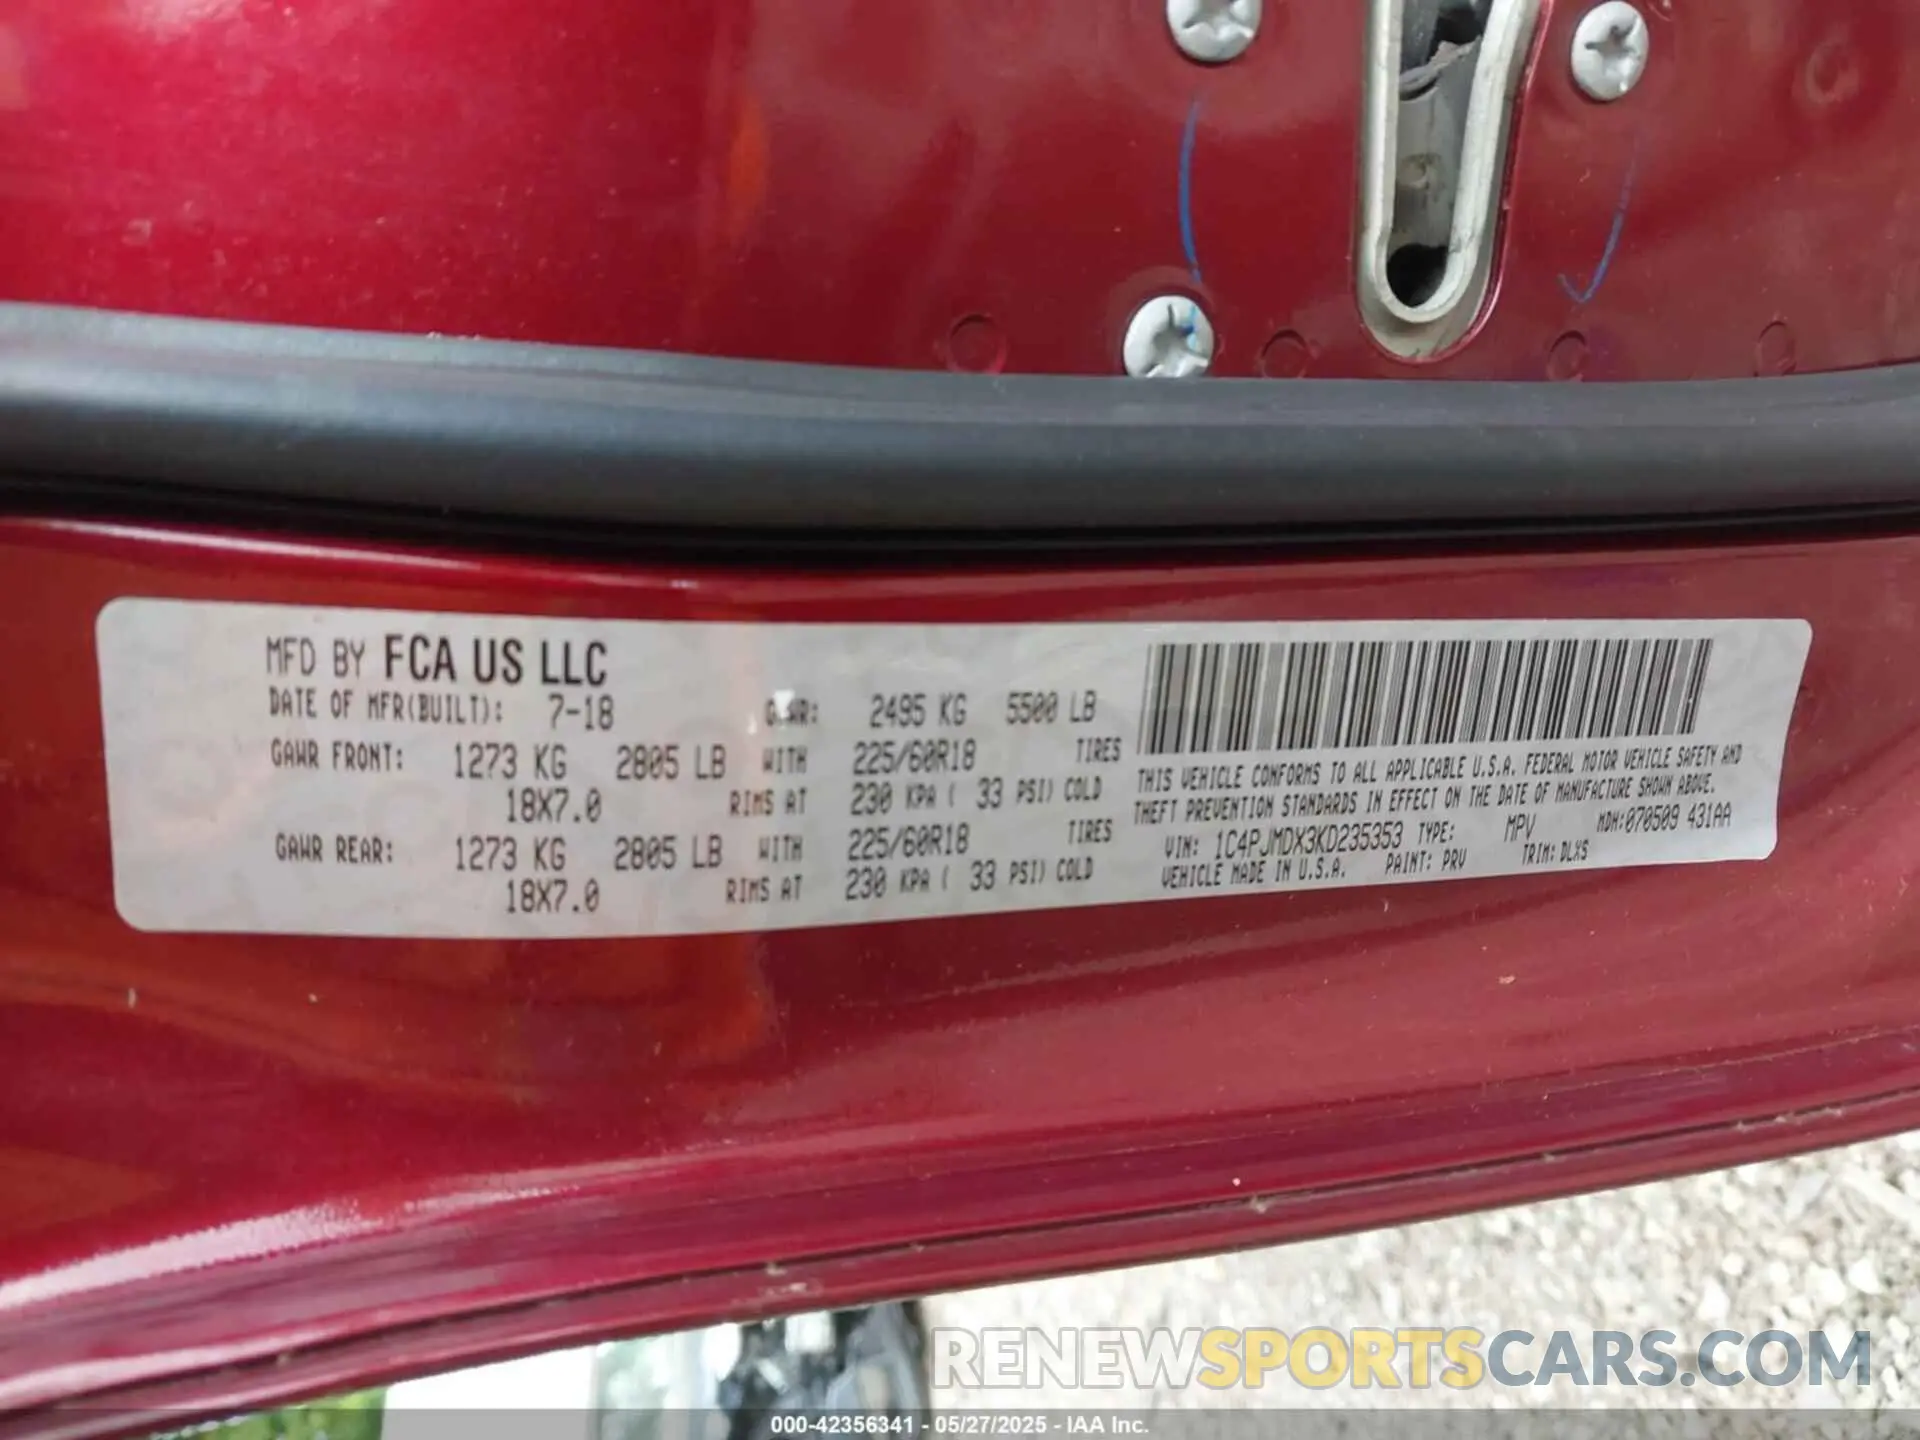 MFD BY FCA US LLC
DATE OF MFR(BUILT): 7-18 GVWR: 2495 KG 5500 LB
GAWR FRONT: 1273 KG 2805 LB WITH 225/60R18 TIRES
18X7.0 RIMS AT 230 KPA ( 33 PSI) COLD
GAWR REAR: 1273 KG 2805 LB WITH 225/60R18 TIRES
18X7.0 RIMS AT 230 KPA ( 33 PSI) COLD
THIS VEHICLE CONFORMS TO ALL APPLICABLE U.S.A. FEDERAL MOTOR VEHICLE SAFETY AND
THEFT PREVENTION STANDARDS IN EFFECT ON THE DATE OF MANUFACTURE SHOWN ABOVE.
VIN: 1C4PJMDX3KD235353 TYPE: MPV MDH:070509 431AA
VEHICLE MADE IN U.S.A. PAINT: PRV TRIM: DLXS
RENEWSPORTSCARS.COM
000-42356341 - 05/27/2025 - IAA Inc.